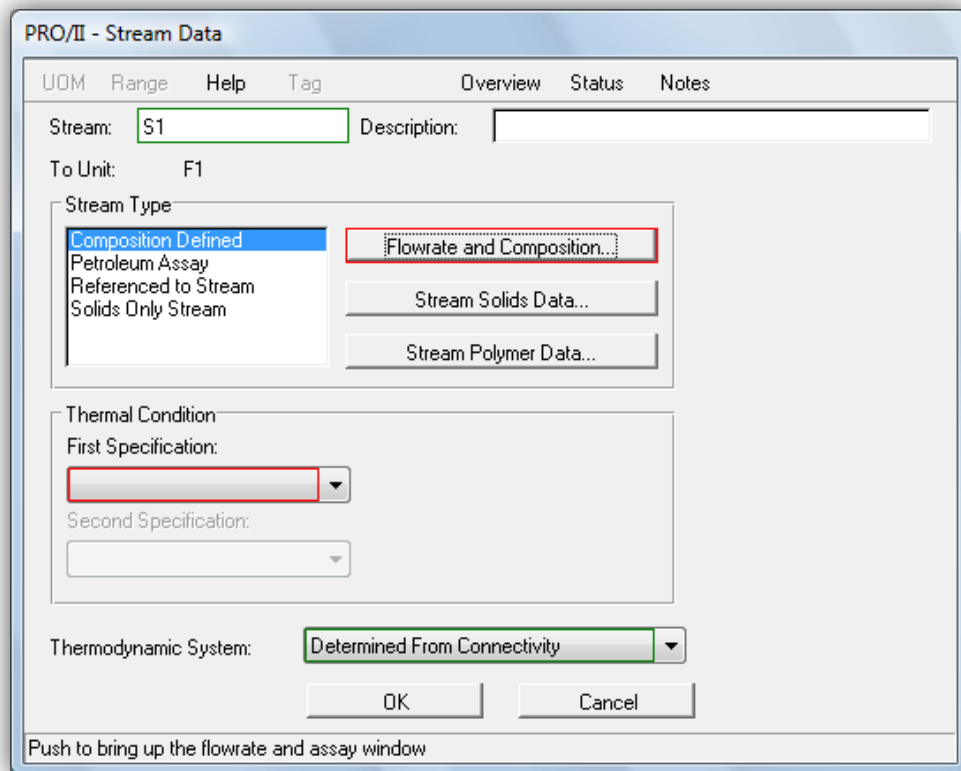 PRO/II - Stream Data
UOM Range Help Tag Overview Status Notes
Stream: S1 Description:
To Unit: F1
Stream Type
Composition Defined
Petroleum Assay
Referenced to Stream
Solids Only Stream
Flowrate and Composition...
Stream Solids Data...
Stream Polymer Data...
Thermal Condition
First Specification:
Second Specification:
Thermodynamic System: Determined From Connectivity
OK Cancel
Push to bring up the flowrate and assay window